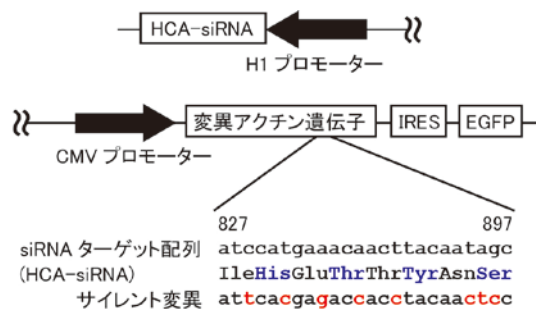 HCA-siRNA
H1 プロモーター
変異アクチン遺伝子 IRES EGFP
CMV プロモーター
827 897
siRNA ターゲット配列 atccatgaaacaacttacaatagc
(HCA-siRNA) IleHisGluThrThrTyrAsnSer
サイレント変異 attcacgagaccacctacaactcc